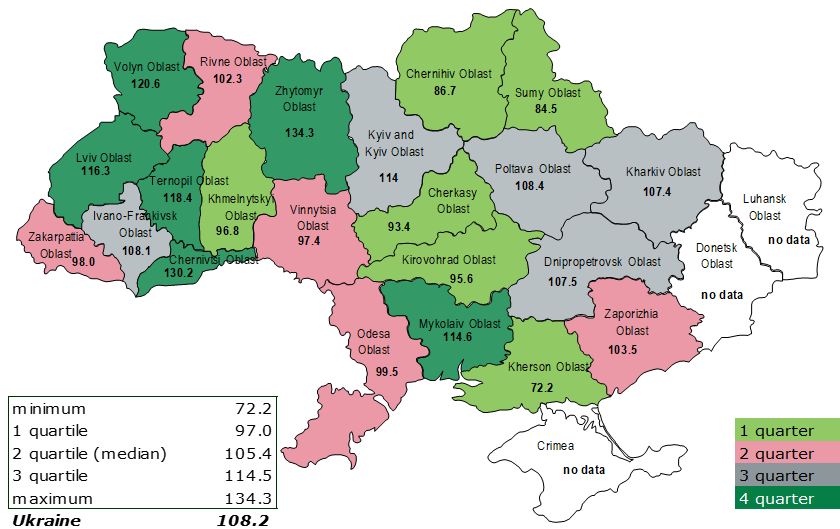 Volyn Oblast
120.6
Rivne Oblast
102.3
Zhytomyr
Oblast
134.3
Chernihiv Oblast
86.7
Sumy Oblast
84.5
Kyiv and
Kyiv Oblast
114
Lviv Oblast
116.3
Ternopil Oblast
118.4
Khmelnytskyi
Oblast
96.8
Poltava Oblast
108.4
Kharkiv Oblast
107.4
Luhansk
Oblast
no data
Zakarpattia
Oblast
98.0
Ivano-Frankivsk
Oblast
108.1
Chernivtsi Oblast
130.2
Vinnytsia
Oblast
97.4
Cherkasy
Oblast
93.4
Kirovohrad Oblast
95.6
Dnipropetrovsk Oblast
107.5
Donetsk
Oblast
no data
Odesa
Oblast
99.5
Mykolaiv Oblast
114.6
Zaporizhia
Oblast
103.5
Kherson Oblast
72.2
Crimea
no data
minimum 72.2
1 quartile 97.0
2 quartile (median) 105.4
3 quartile 114.5
maximum 134.3
Ukraine 108.2
1 quarter
2 quarter
3 quarter
4 quarter